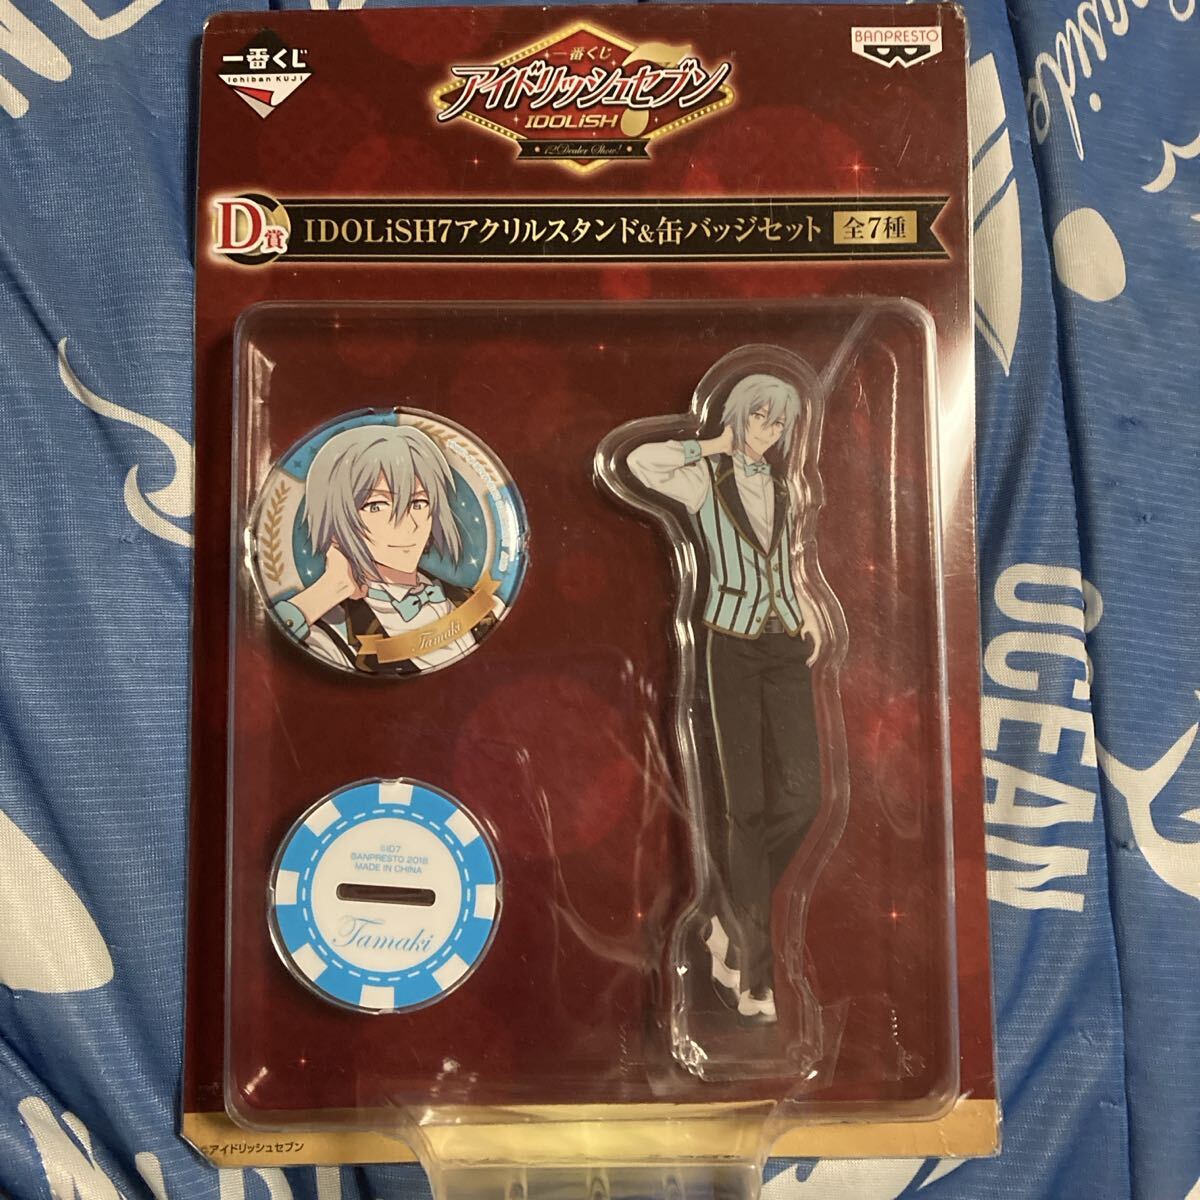 一番くじ
ichiban KUJI
一番くじ
アイドリッシュセブン
IDOLiSH
12 Dealer Show!
BANPRESTO
D賞
IDOLiSH7アクリルスタンド&缶バッジセット
全7種
Tamaki
©ID7
BANPRESTO 2018
MADE IN CHINA
Tamaki
©アイドリッシュセブン
OCEAN